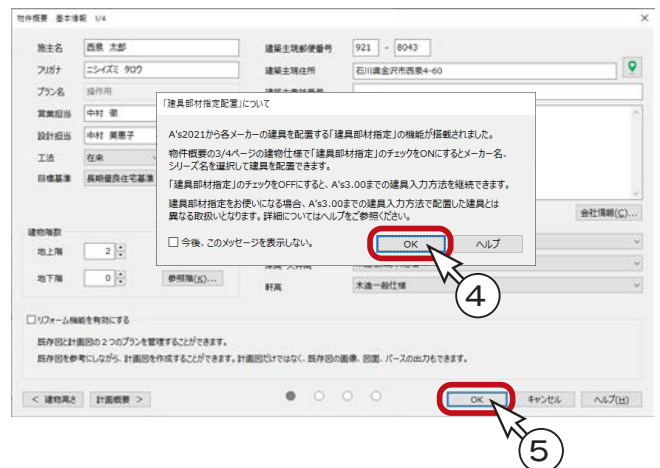 物件概要 基本情報 1/4
施主名 西泉 太郎
建築主現郵便番号 921 - 8043
フリガナ ニシイズミ タロウ
建築主現住所 石川県金沢市西泉4-60
プラン名 操作用
営業担当 中村 徹
設計担当 中村 美恵子
工法 在来
目標基準 長期優良住宅基準
「建具部材指定配置」について
A's2021から各メーカーの建具を配置する「建具部材指定」の機能が搭載されました。
物件概要の3/4ページの建物仕様で「建具部材指定」のチェックをONにするとメーカー名、
シリーズ名を選択して建具を配置できます。
「建具部材指定」のチェックをOFFにすると、A's3.00までの建具入力方法を継続できます。
建具部材指定をお使いになる場合、A's3.00までの建具入力方法で配置した建具とは
異なる取扱いとなります。詳細についてはヘルプをご参照ください。
今後、このメッセージを表示しない。
OK ヘルプ
④
会社情報(C)...
建物階数
地上階 2
地下階 0 参照階(K)...
軒高 木造一般仕様
リフォーム機能を有効にする
既存図と計画図の2つのプランを管理することができます。
既存図を参考にしながら、計画図を作成することができます。計画図だけではなく、既存図の画像、図面、パースの出力もできます。
< 建物高さ 計画概要 > OK キャンセル ヘルプ(H)
⑤